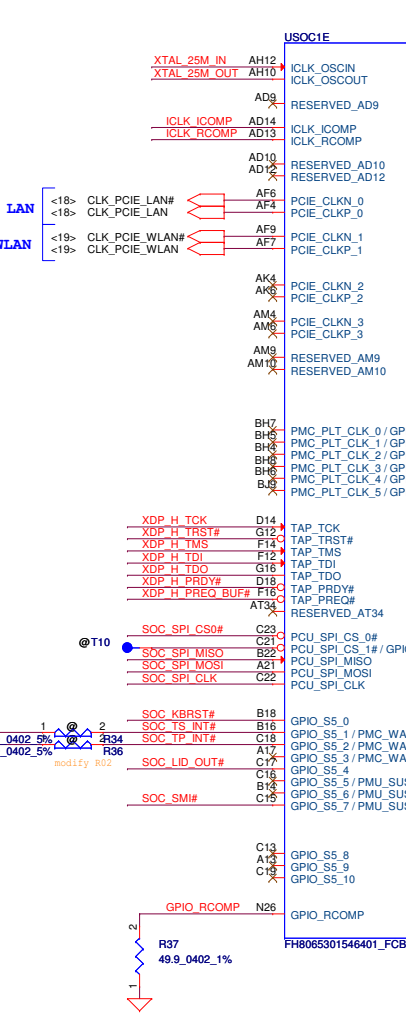 USOC1E
XTAL_25M_IN AH12 ICLK_OSCIN
XTAL_25M_OUT AH10 ICLK_OSCOUT
AD9 RESERVED_AD9
ICLK_ICOMP AD14 ICLK_ICOMP
ICLK_RCOMP AD13 ICLK_RCOMP
AD10 RESERVED_AD10
AD12 RESERVED_AD12
LAN <18> CLK_PCIE_LAN# AF6 PCIE_CLKN_0
<18> CLK_PCIE_LAN AF4 PCIE_CLKP_0
WLAN <19> CLK_PCIE_WLAN# AF9 PCIE_CLKN_1
<19> CLK_PCIE_WLAN AF7 PCIE_CLKP_1
AK4 PCIE_CLKN_2
AK6 PCIE_CLKP_2
AM4 PCIE_CLKN_3
AM6 PCIE_CLKP_3
AM9 RESERVED_AM9
AM10 RESERVED_AM10
BH7 PMC_PLT_CLK_0 / GP
BH5 PMC_PLT_CLK_1 / GP
BH4 PMC_PLT_CLK_2 / GP
BH8 PMC_PLT_CLK_3 / GP
BH6 PMC_PLT_CLK_4 / GP
BJ9 PMC_PLT_CLK_5 / GP
XDP_H_TCK D14 TAP_TCK
XDP_H_TRST# G12 TAP_TRST#
XDP_H_TMS F14 TAP_TMS
XDP_H_TDI F12 TAP_TDI
XDP_H_TDO G16 TAP_TDO
XDP_H_PRDY# D18 TAP_PRDY#
XDP_H_PREQ_BUF# F16 TAP_PREQ#
AT34 RESERVED_AT34
SOC_SPI_CS0# C23 PCU_SPI_CS_0#
@T10 C21 PCU_SPI_CS_1# / GPI
SOC_SPI_MISO B22 PCU_SPI_MISO
SOC_SPI_MOSI A21 PCU_SPI_MOSI
SOC_SPI_CLK C22 PCU_SPI_CLK
SOC_KBRST# B18 GPIO_S5_0
1 @ 2 SOC_TS_INT# B16 GPIO_S5_1 / PMC_WA
0402_5% @ 2 R34 SOC_TP_INT# C18 GPIO_S5_2 / PMC_WA
_0402_5% R36 A17 GPIO_S5_3 / PMC_WA
modify R02 SOC_LID_OUT# C17 GPIO_S5_4
C16 GPIO_S5_5 / PMU_SUS
B14 GPIO_S5_6 / PMU_SUS
SOC_SMI# C15 GPIO_S5_7 / PMU_SUS
C13 GPIO_S5_8
A13 GPIO_S5_9
C19 GPIO_S5_10
GPIO_RCOMP N26 GPIO_RCOMP
2
R37
49.9_0402_1%
1
FH8065301546401_FCB